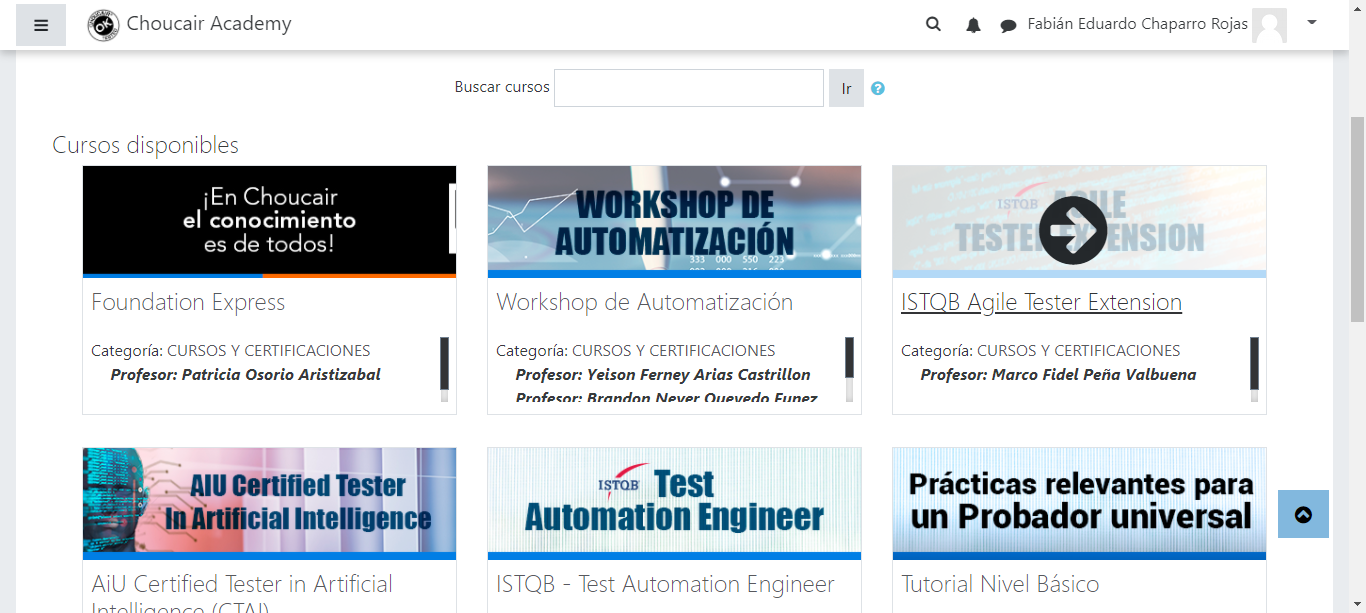 Choucair Academy
Fabián Eduardo Chaparro Rojas
Buscar cursos
Ir
Cursos disponibles
¡En Choucair
el conocimiento
es de todos!
Foundation Express
Categoría: CURSOS Y CERTIFICACIONES
Profesor: Patricia Osorio Aristizabal
WORKSHOP DE
AUTOMATIZACIÓN
333 000 550 223
Workshop de Automatización
Categoría: CURSOS Y CERTIFICACIONES
Profesor: Yeison Ferney Arias Castrillon
Profesor: Brandon Never Quevedo Funez
ISTQB AGILE
TESTER EXTENSION
ISTQB Agile Tester Extension
Categoría: CURSOS Y CERTIFICACIONES
Profesor: Marco Fidel Peña Valbuena
AIU Certified Tester
In Artificial Intelligence
AiU Certified Tester in Artificial
Intelligence (CTAI)
ISTQB Test
Automation Engineer
ISTQB - Test Automation Engineer
Prácticas relevantes para
un Probador universal
Tutorial Nivel Básico